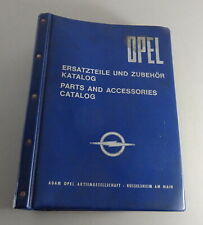 OPEL
ERSATZTEILE UND ZUBEHÖR
KATALOG
PARTS AND ACCESSORIES
CATALOG
ADAM OPEL AKTIENGESELLSCHAFT · RÜSSELSHEIM AM MAIN